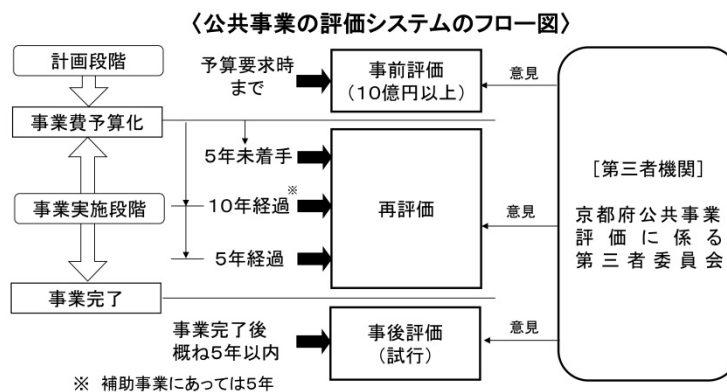 〈公共事業の評価システムのフロー図〉
計画段階
事業費予算化
事業実施段階
事業完了
予算要求時
まで
事前評価
（10億円以上）
意見
5年未着手
10年経過※
5年経過
再評価
意見
事業完了後
概ね5年以内
事後評価
（試行）
意見
［第三者機関］
京都府公共事業
評価に係る
第三者委員会
※ 補助事業にあっては5年